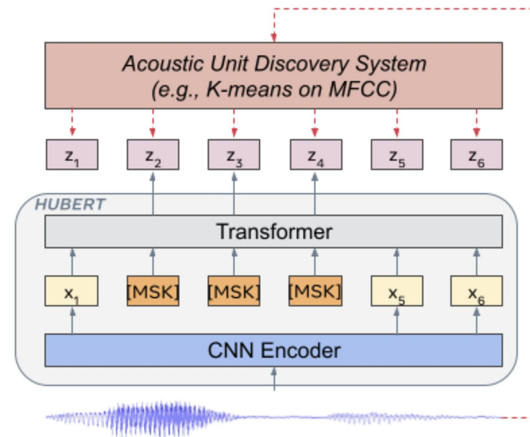 Acoustic Unit Discovery System
(e.g., K-means on MFCC)
z1 z2 z3 z4 z5 z6
HUBERT
Transformer
x1 [MSK] [MSK] [MSK] x5 x6
CNN Encoder